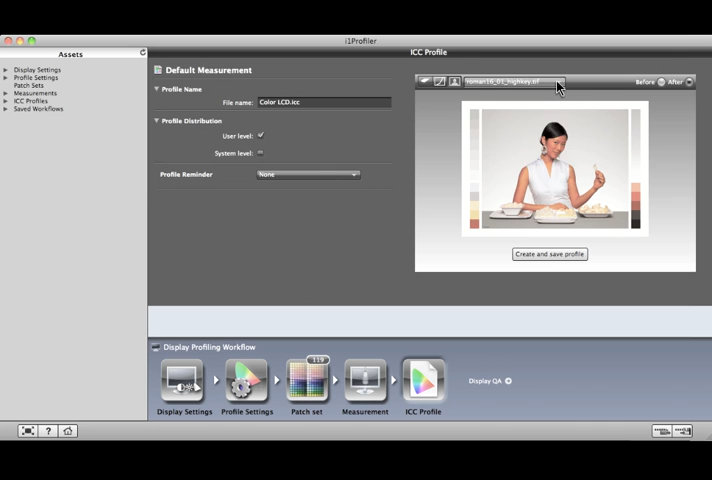 i1Profiler
Assets
ICC Profile
Display Settings
Profile Settings
Patch Sets
Measurements
ICC Profiles
Saved Workflows
Default Measurement
Profile Name
File name: Color LCD.icc
Profile Distribution
User level:
System level:
Profile Reminder None
roman16_01_highkey.tif
Before After
Create and save profile
Display Profiling Workflow
119
Display Settings
Profile Settings
Patch set
Measurement
ICC Profile
Display QA
?